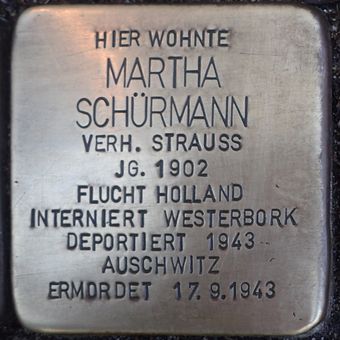 HIER WOHNTE
MARTHA
SCHÜRMANN
VERH. STRAUSS
JG. 1902
FLUCHT HOLLAND
INTERNIERT WESTERBORK
DEPORTIERT 1943
AUSCHWITZ
ERMORDET 17.9.1943